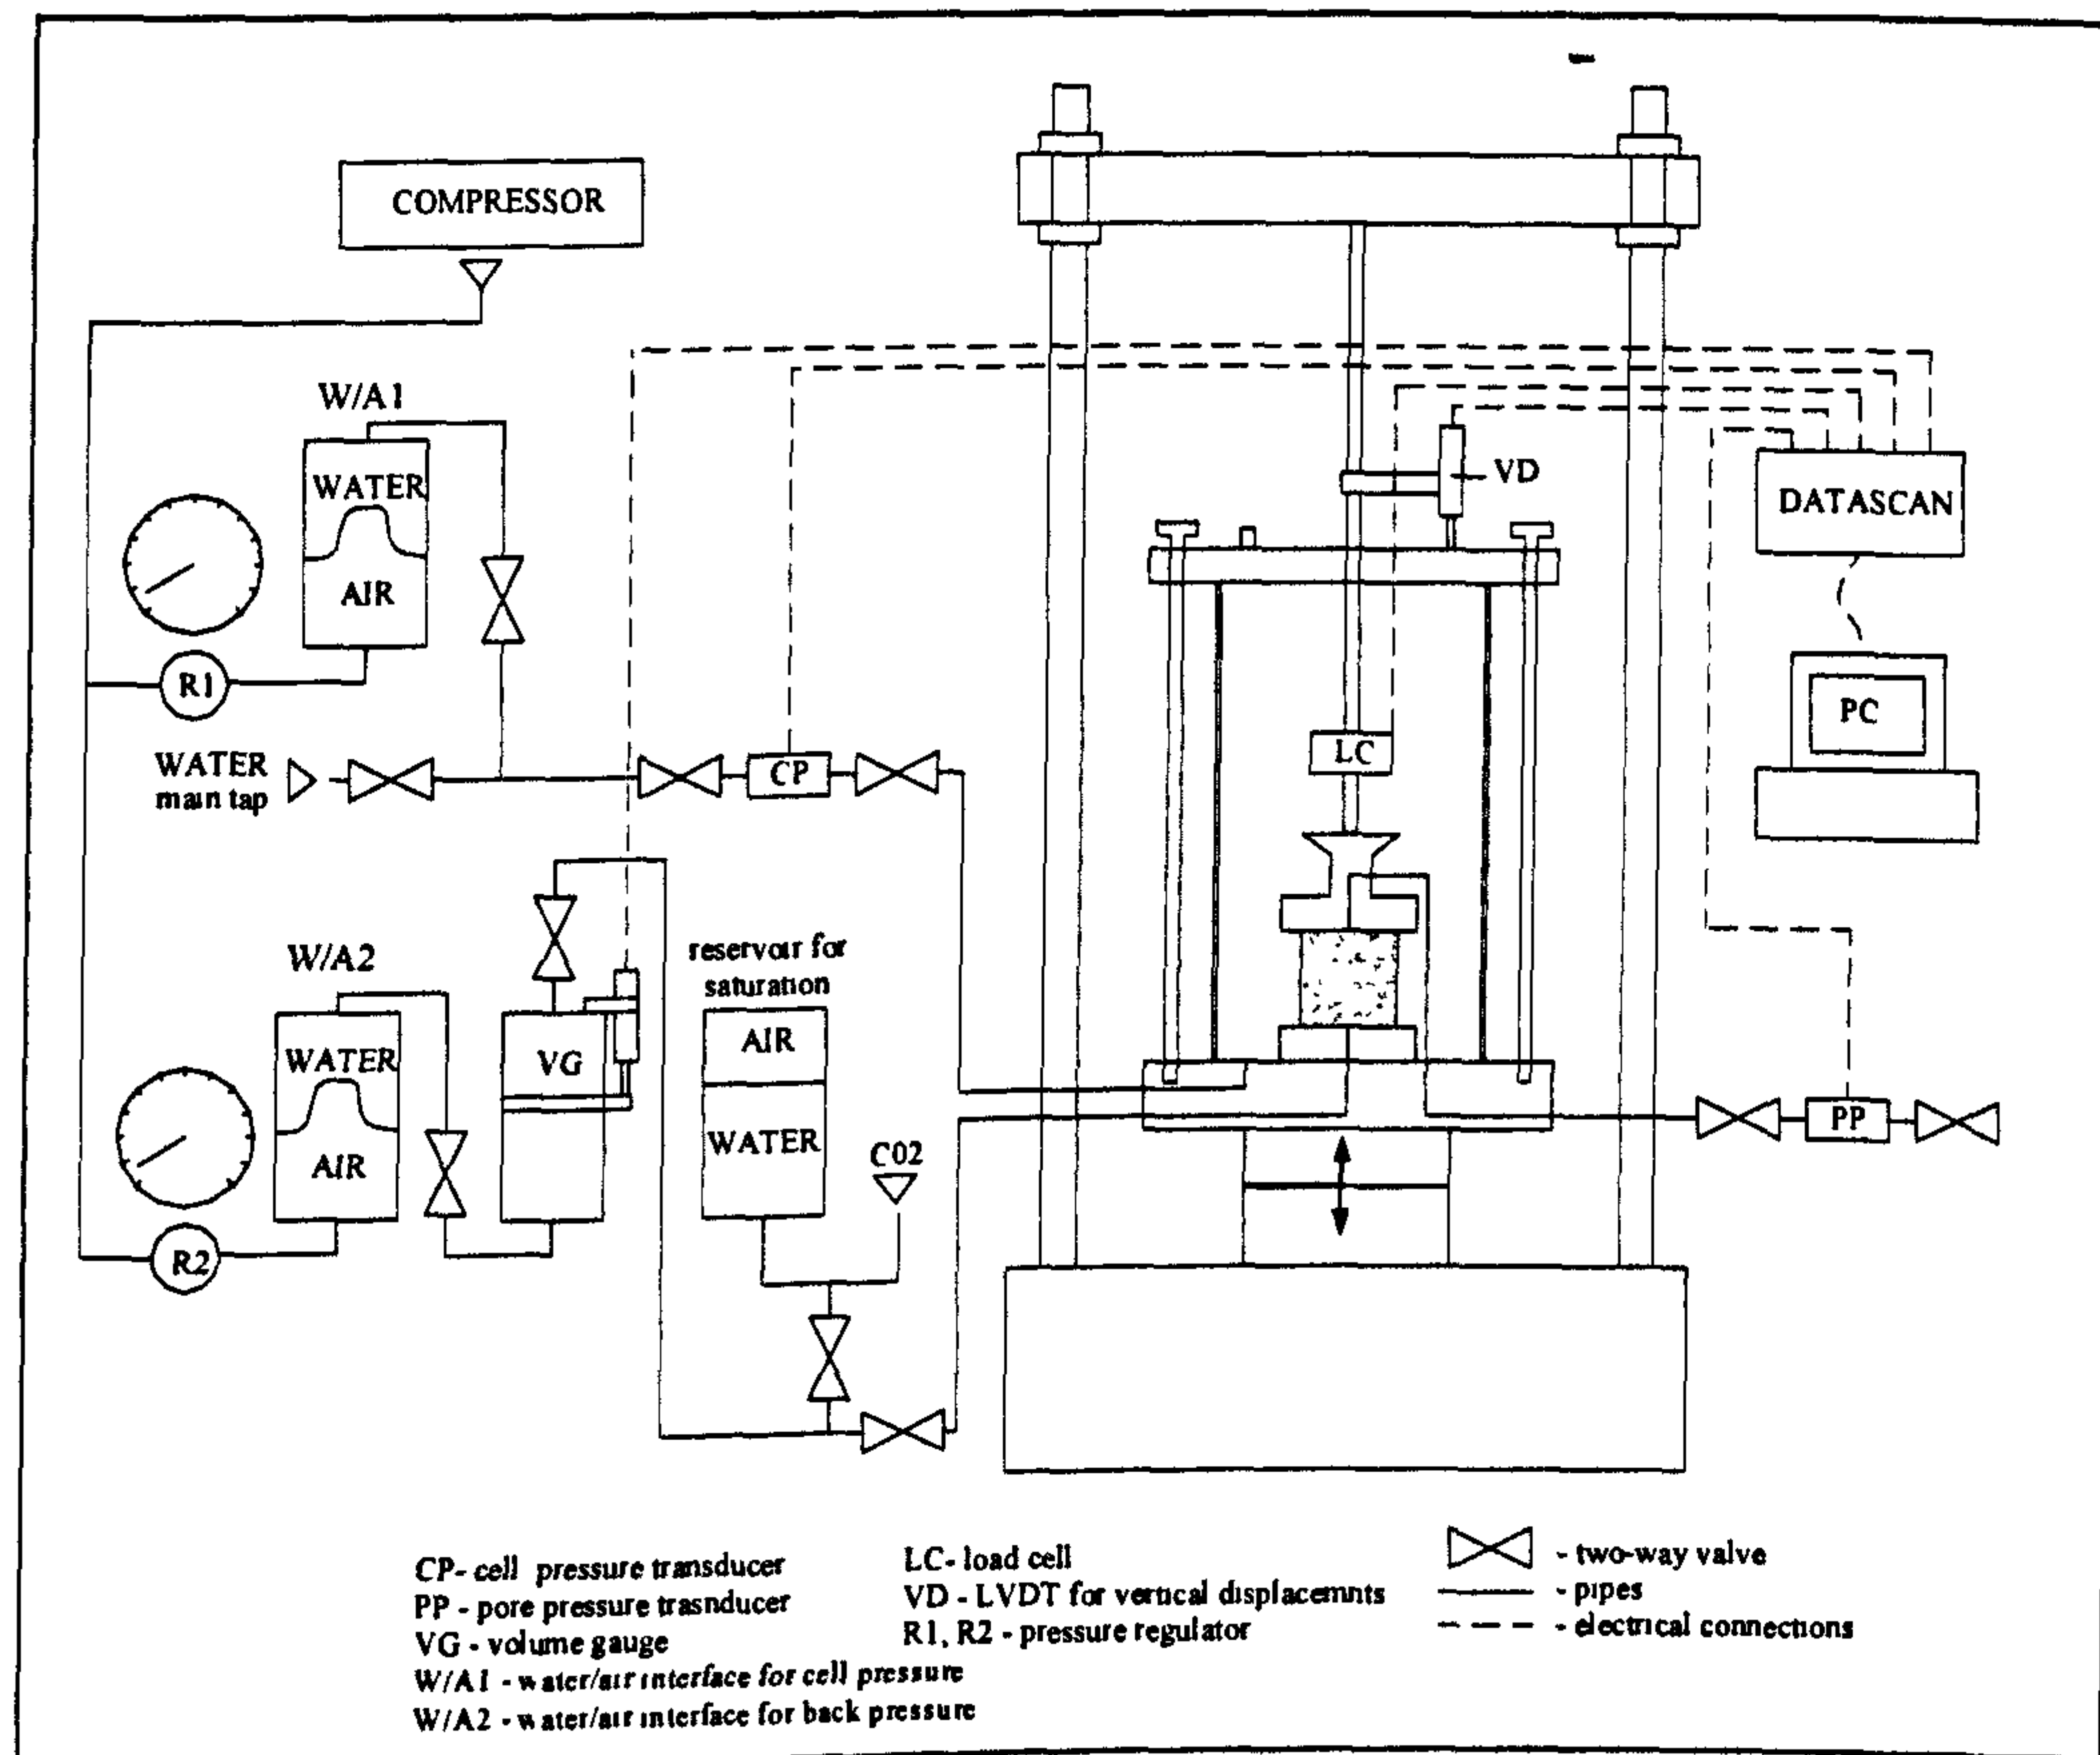 COMPRESSOR
W/A1
WATER
AIR
R1
WATER
main tap
CP
VD
DATASCAN
PC
LC
W/A2
WATER
AIR
R2
VG
reservoir for
saturation
AIR
WATER
C02
PP
CP- cell pressure transducer
PP - pore pressure trasnducer
VG - volume gauge
W/A1 - water/air interface for cell pressure
W/A2 - water/air interface for back pressure
LC- load cell
VD - LVDT for vertical displacemnts
R1, R2 - pressure regulator
- two-way valve
- pipes
- electrical connections